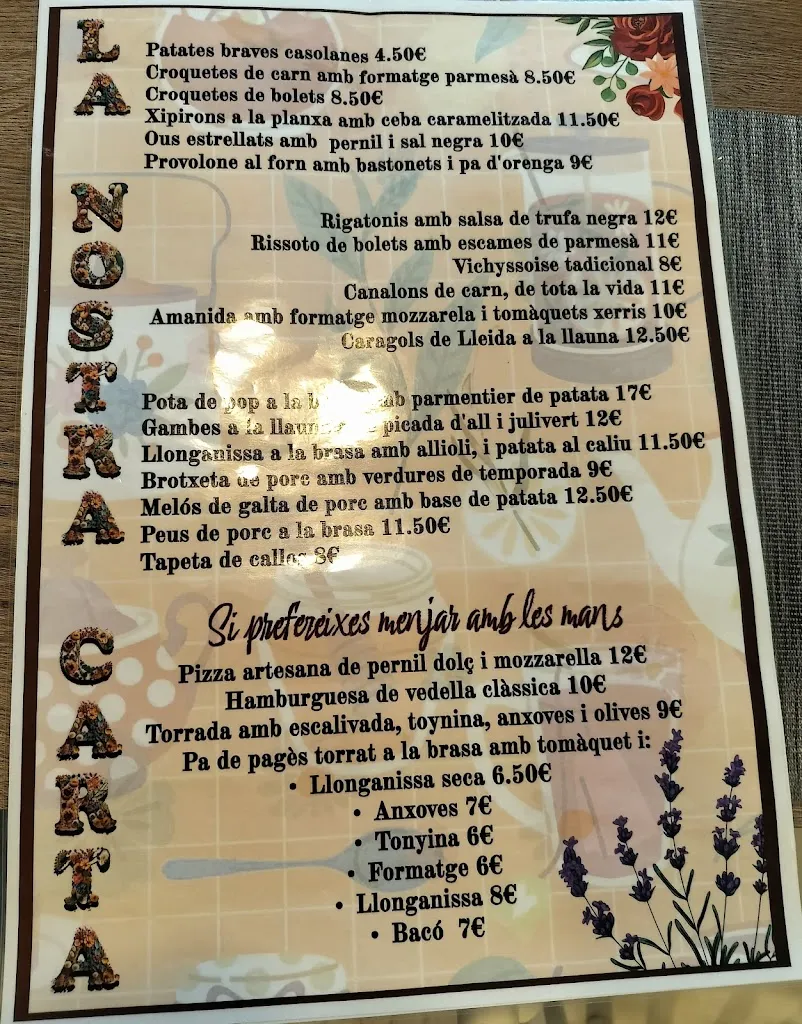 LA NOSTRA CARTA
Patates braves casolanes 4.50€
Croquetes de carn amb formatge parmesà 8.50€
Croquetes de bolets 8.50€
Xipirons a la planxa amb ceba caramelitzada 11.50€
Ous estrellats amb pernil i sal negra 10€
Provolone al forn amb bastonets i pa d'orenga 9€
Rigatonis amb salsa de trufa negra 12€
Rissoto de bolets amb escames de parmesà 11€
Vichyssoise tadicional 8€
Canalons de carn, de tota la vida 11€
Amanida amb formatge mozzarela i tomàquets xerris 10€
Caragols de Lleida a la llauna 12.50€
Pota de pop a la amb parmentier de patata 17€
Gambes a la picada d'all i julivert 12€
Llonganissa a la brasa amb allioli, i patata al caliu 11.50€
Brotxeta de porc amb verdures de temporada 9€
Melós de galta de porc amb base de patata 12.50€
Peus de porc a la brasa 11.50€
Tapeta de callos 8€
Si prefereixes menjar amb les mans
Pizza artesana de pernil dolç i mozzarella 12€
Hamburguesa de vedella clàssica 10€
Torrada amb escalivada, toynina, anxoves i olives 9€
Pa de pagès torrat a la brasa amb tomàquet i:
• Llonganissa seca 6.50€
• Anxoves 7€
• Tonyina 6€
• Formatge 6€
• Llonganissa 8€
• Bacó 7€